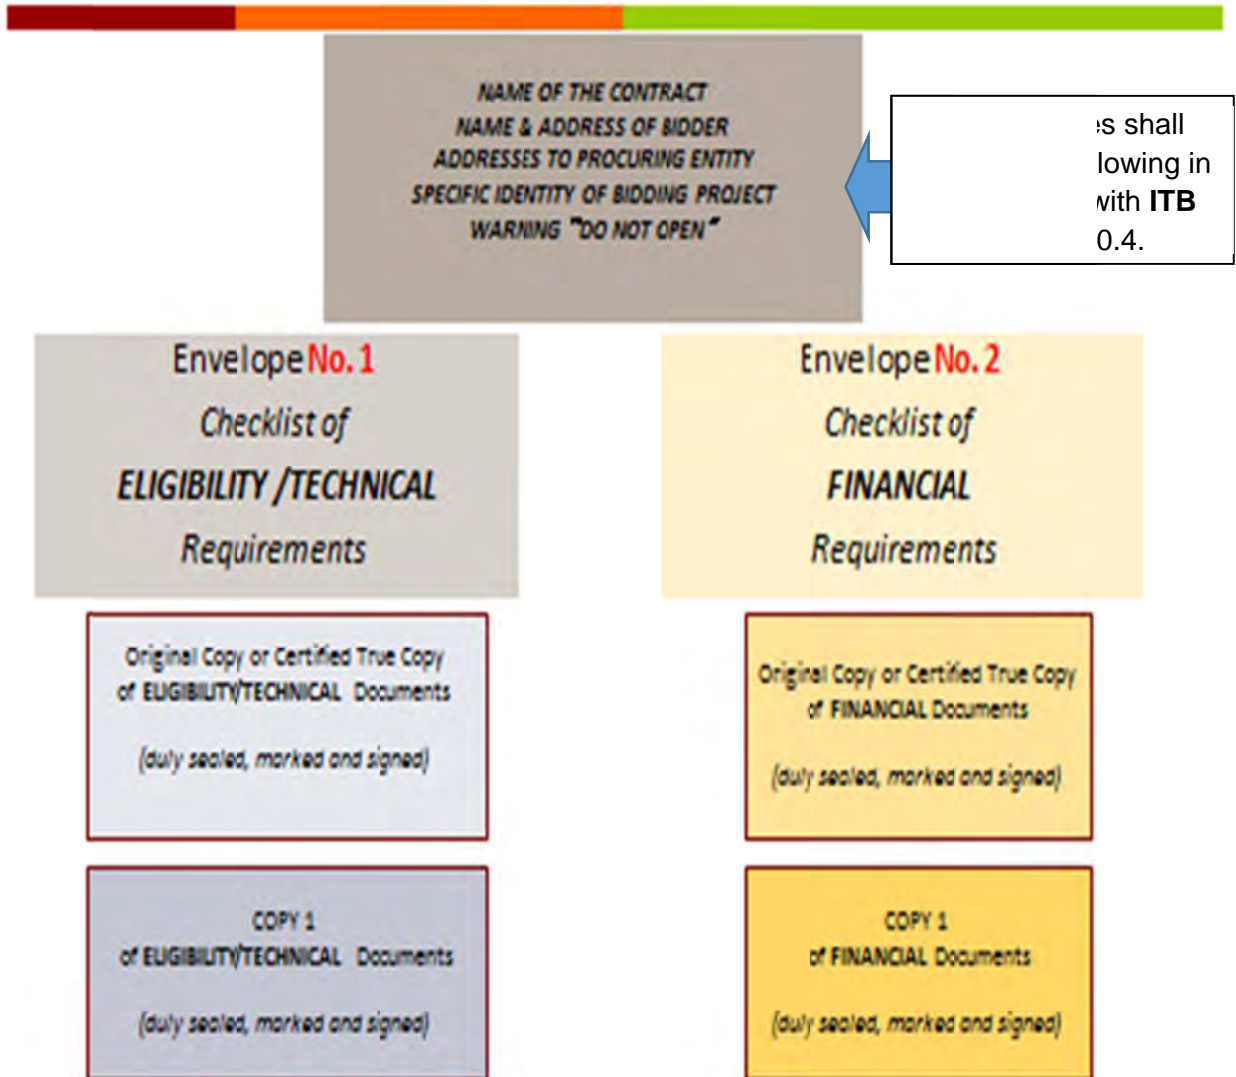 NAME OF THE CONTRACT
NAME & ADDRESS OF BIDDER
ADDRESSES TO PROCURING ENTITY
SPECIFIC IDENTITY OF BIDDING PROJECT
WARNING "DO NOT OPEN"
shall
in
with ITB
0.4.
Envelope No. 1
Checklist of
ELIGIBILITY /TECHNICAL
Requirements
Envelope No. 2
Checklist of
FINANCIAL
Requirements
Original Copy or Certified True Copy
of ELIGIBILITY/TECHNICAL Documents
(duly sealed, marked and signed)
Original Copy or Certified True Copy
of FINANCIAL Documents
(duly sealed, marked and signed)
COPY 1
of ELIGIBILITY/TECHNICAL Documents
(duly sealed, marked and signed)
COPY 1
of FINANCIAL Documents
(duly sealed, marked and signed)